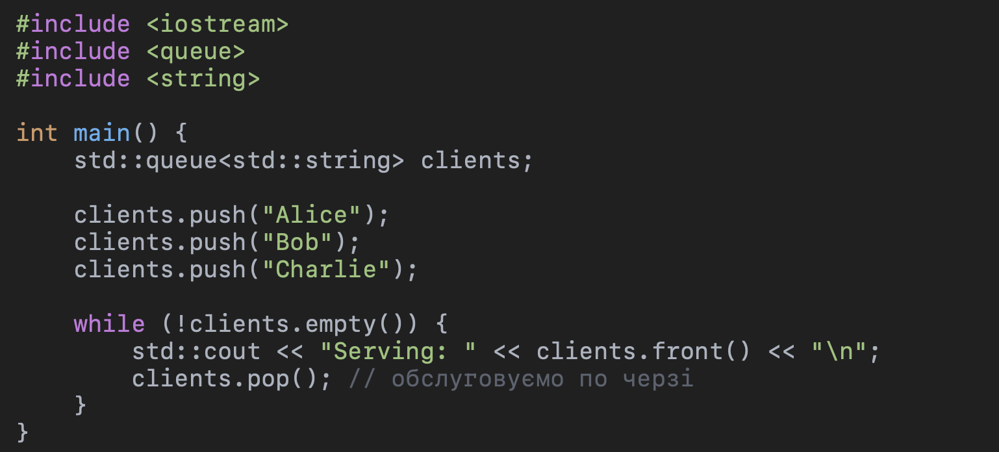 #include <iostream>
#include <queue>
#include <string>

int main() {
    std::queue<std::string> clients;

    clients.push("Alice");
    clients.push("Bob");
    clients.push("Charlie");

    while (!clients.empty()) {
        std::cout << "Serving: " << clients.front() << "\n";
        clients.pop(); // обслуговуємо по черзі
    }
}